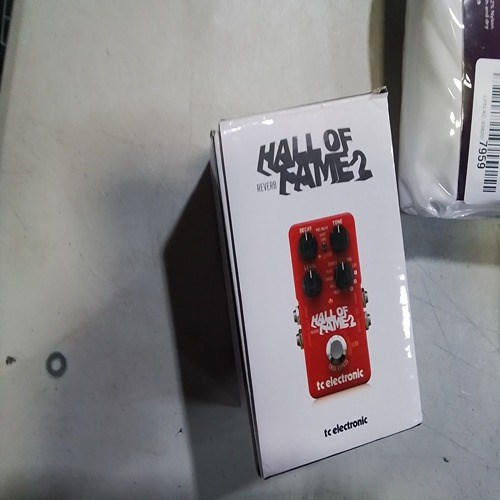 HALL OF
FAME 2
REVERB
DECAY
TONE
HALL OF
FAME 2
tc electronic
tc electronic
7959